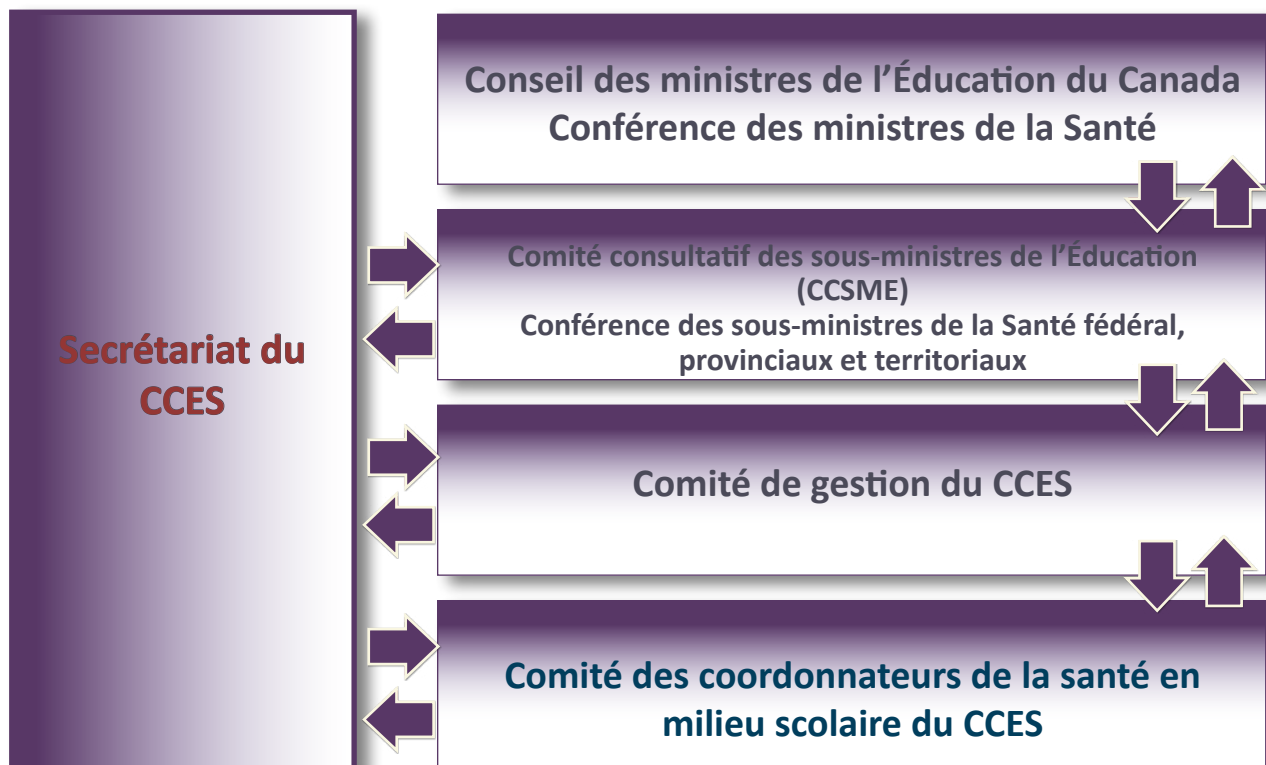 Secrétariat du
CCES
Conseil des ministres de l’Éducation du Canada
Conférence des ministres de la Santé
Comité consultatif des sous-ministres de l’Éducation
(CCSME)
Conférence des sous-ministres de la Santé fédéral,
provinciaux et territoriaux
Comité de gestion du CCES
Comité des coordonnateurs de la santé en
milieu scolaire du CCES